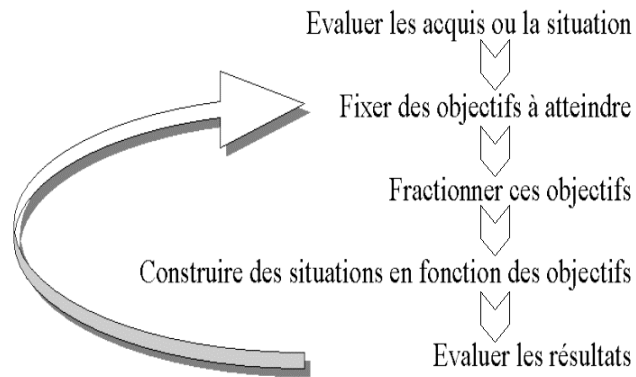 Evaluer les acquis ou la situation
Fixer des objectifs à atteindre
Fractionner ces objectifs
Construire des situations en fonction des objectifs
Evaluer les résultats